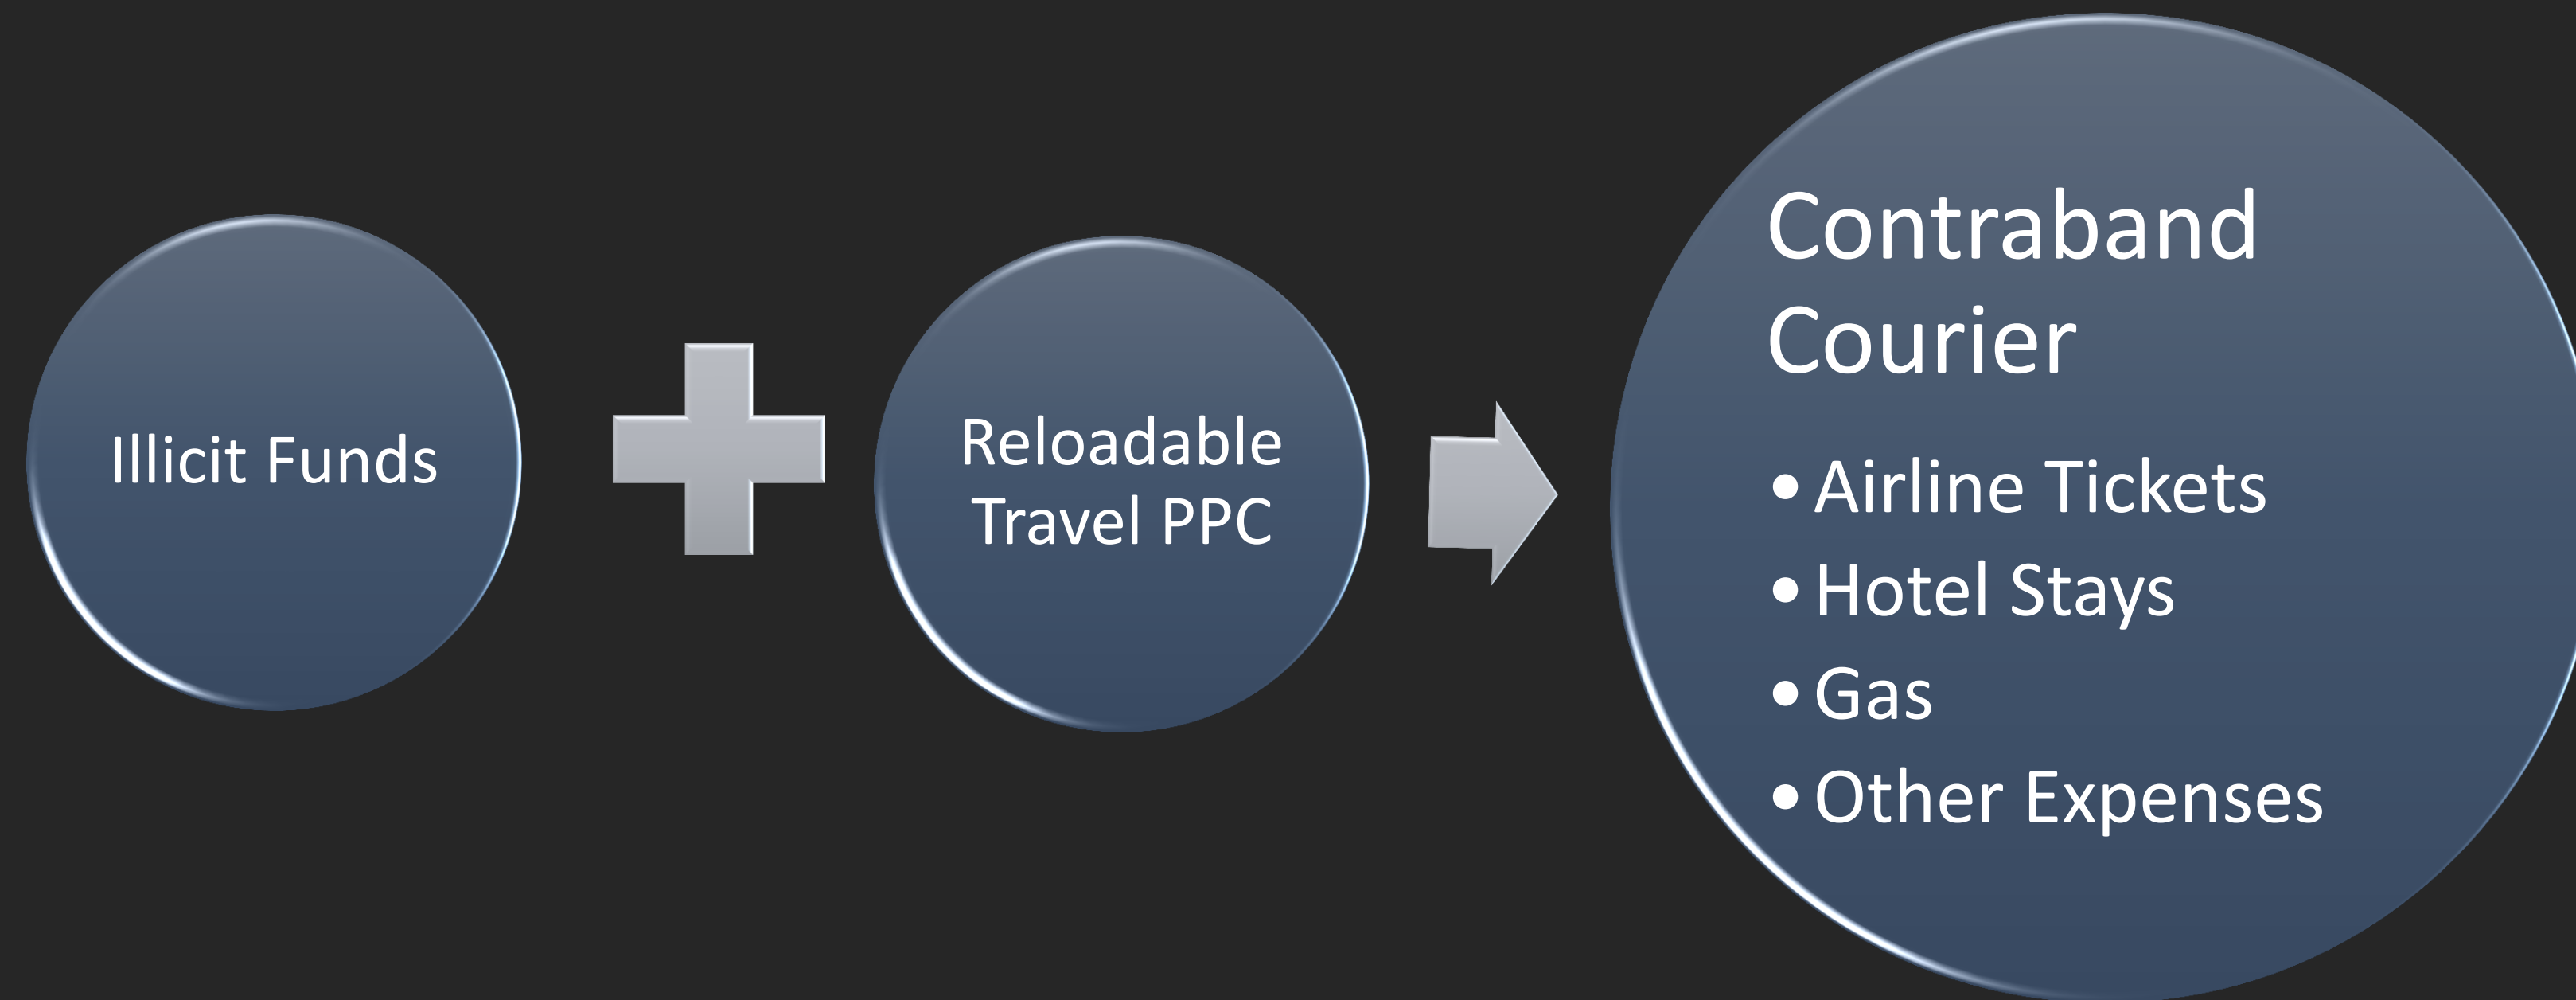 Illicit Funds
Reloadable
Travel PPC
Contraband
Courier
•Airline Tickets
•Hotel Stays
•Gas
•Other Expenses